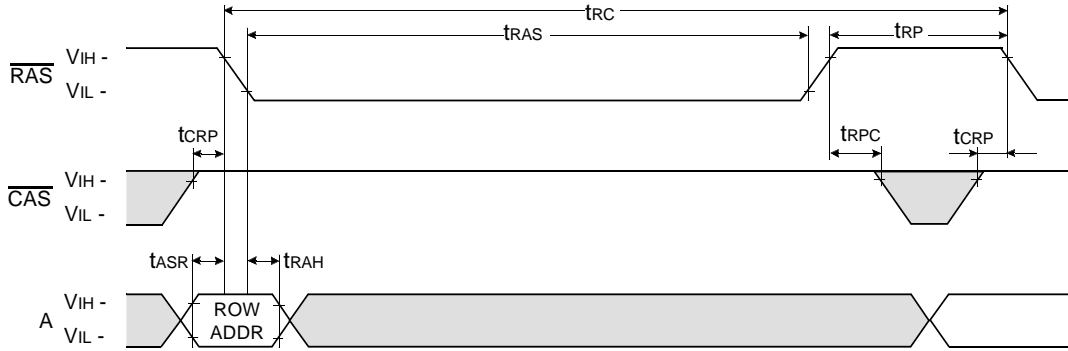 tRC
tRAS
tRP
RAS
VIH -
VIL -
tCRP
tRPC
tCRP
CAS
VIH -
VIL -
tASR
tRAH
A
VIH -
VIL -
ROW
ADDR